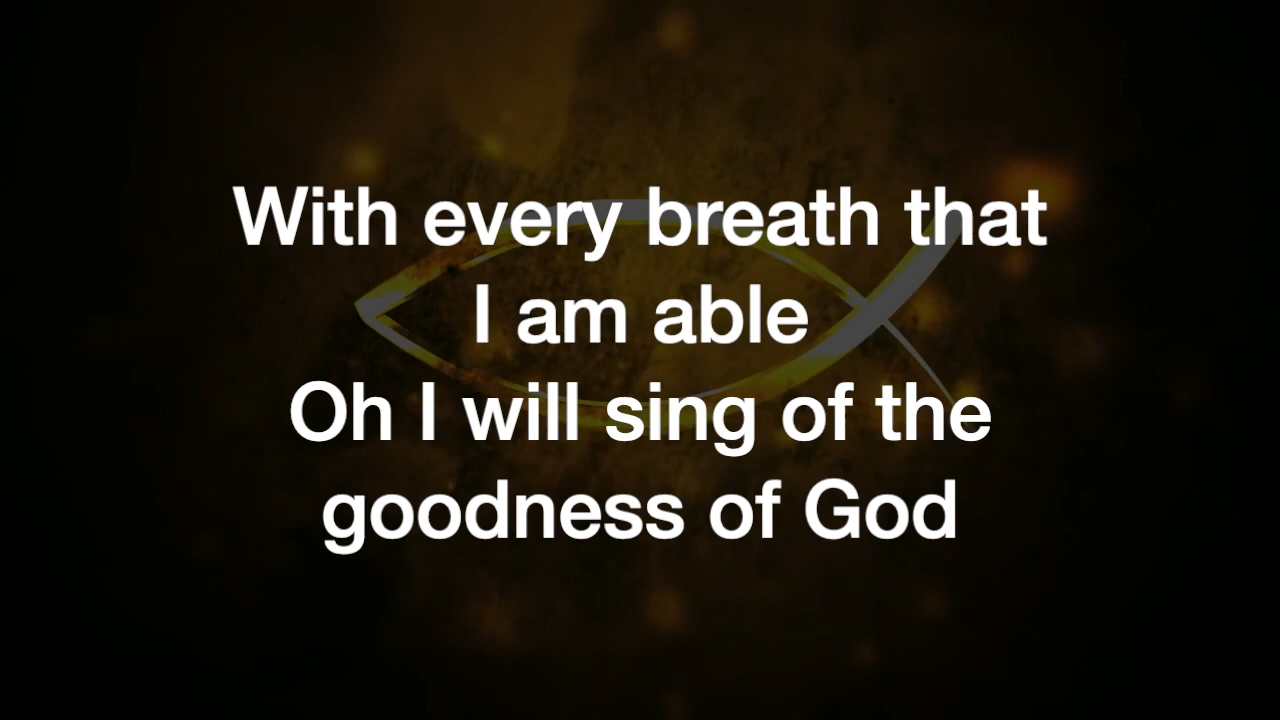 With every breath that
I am able
Oh I will sing of the
goodness of God